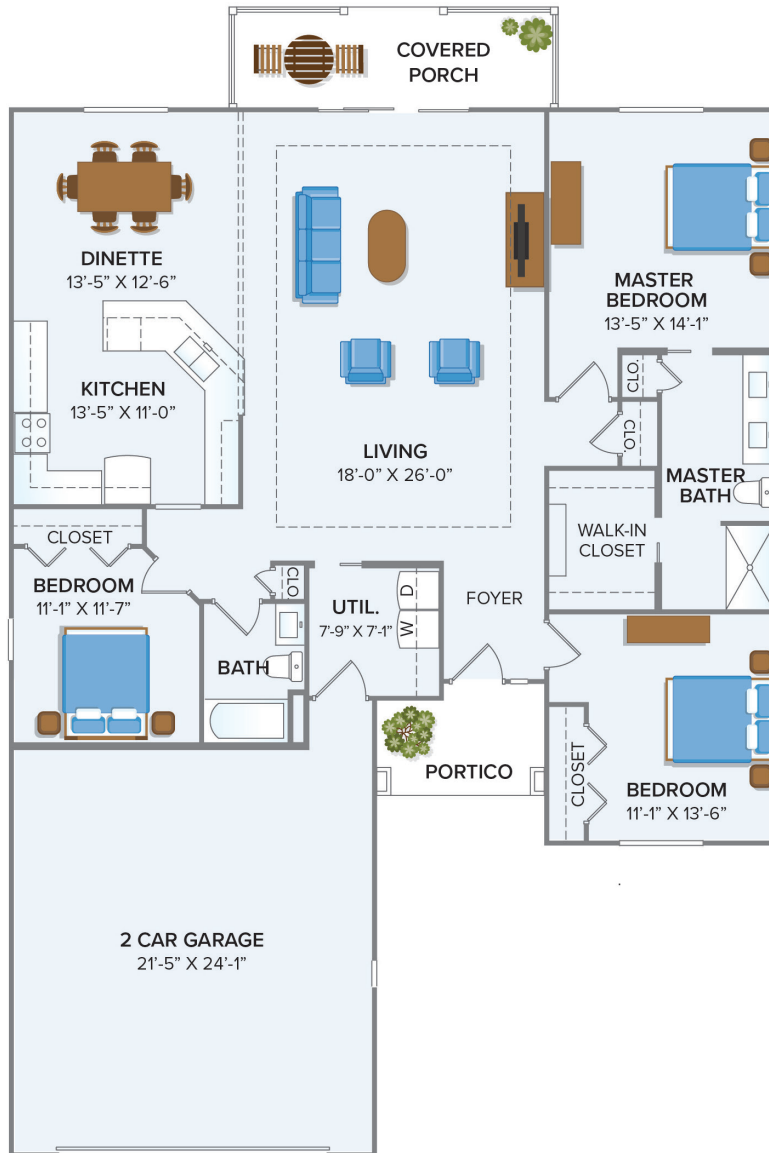 COVERED
PORCH
DINETTE
13'-5" X 12'-6"
MASTER
BEDROOM
13'-5" X 14'-1"
KITCHEN
13'-5" X 11'-0"
CLO.
CLO.
LIVING
18'-0" X 26'-0"
MASTER
BATH
WALK-IN
CLOSET
CLOSET
BEDROOM
11'-1" X 11'-7"
CLO
UTIL.
7'-9" X 7'-1"
D
W
FOYER
BATH
PORTICO
CLOSET
BEDROOM
11'-1" X 13'-6"
2 CAR GARAGE
21'-5" X 24'-1"